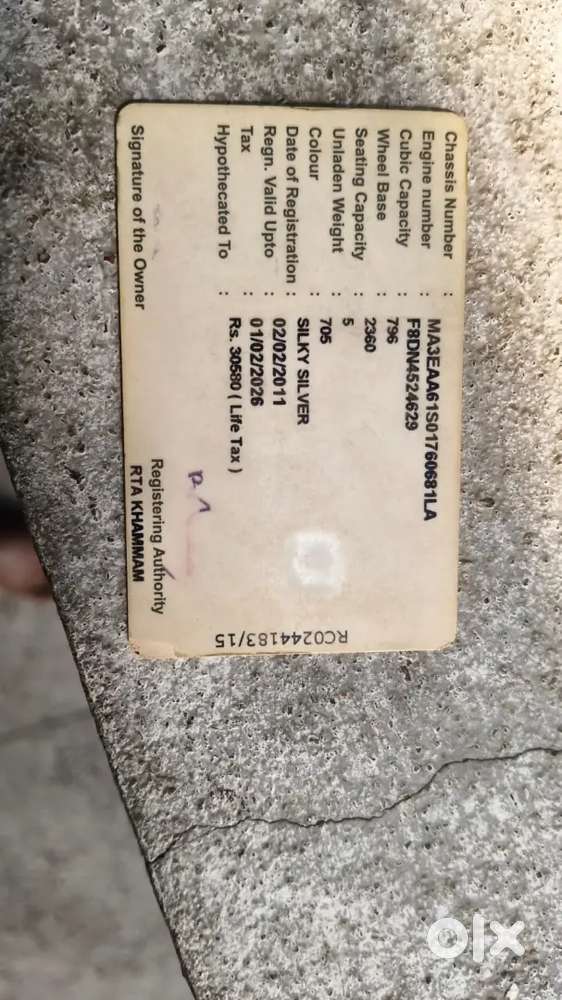 Chassis Number : MA3EAA61S01760681LA
Engine number : F8DN4524629
Cubic Capacity : 796
Wheel Base : 2360
Seating Capacity : 5
Unladen Weight : 705
Colour : SILKY SILVER
Date of Registration : 02/02/2011
Regn. Valid Upto : 01/02/2026
Tax : Rs. 30580 ( Life Tax )
Hypothecated To :
Signature of the Owner
Registering Authority
RTA KHAMMAM
RC0244183/15
olx